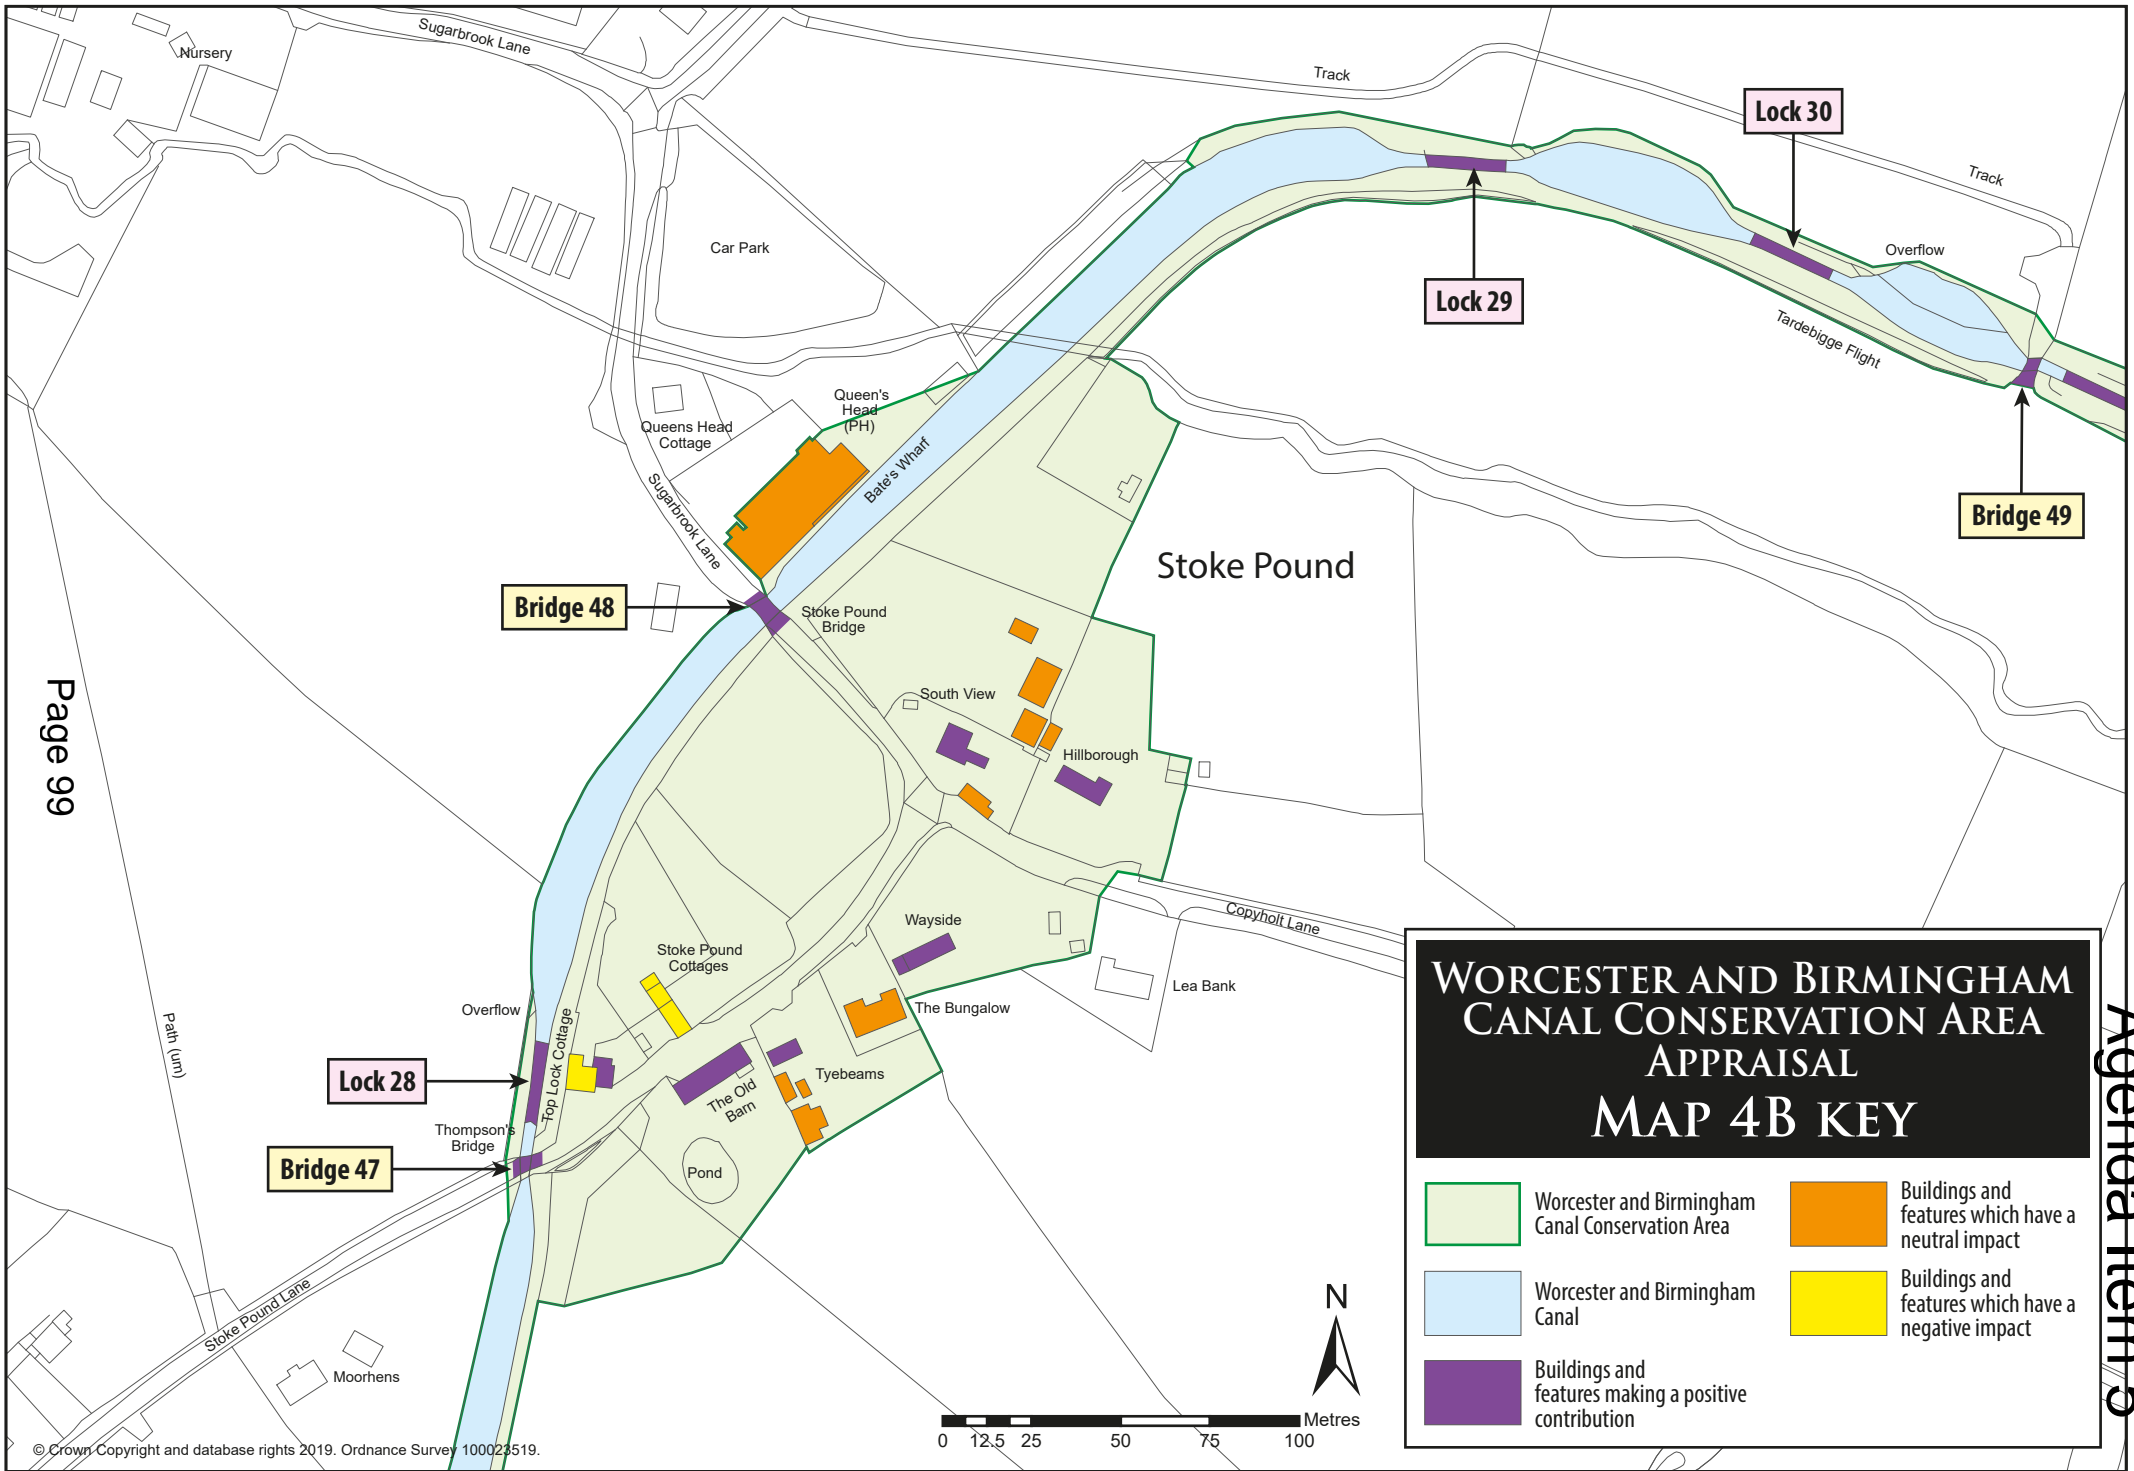 Nursery
Sugarbrook Lane
Track
Lock 30
Track
Car Park
Overflow
Lock 29
Tardebigge Flight
Queen's
Head
(PH)
Queens Head
Cottage
Bate's Wharf
Sugarbrook Lane
Bridge 49
Stoke Pound
Bridge 48
Stoke Pound
Bridge
Page 99
South View
Hillborough
Copyholt Lane
Wayside
Stoke Pound
Cottages
Lea Bank
Overflow
The Bungalow
Path (um)
Top Lock Cottage
Lock 28
Tyebeams
The Old
Barn
Thompson's
Bridge
Bridge 47
Pond
Stoke Pound Lane
Moorhens
© Crown Copyright and database rights 2019. Ordnance Survey 100023519.
N
Metres
0 12.5 25 50 75 100
Worcester and Birmingham
Canal Conservation Area
Appraisal
Map 4B key
Worcester and Birmingham
Canal Conservation Area
Worcester and Birmingham
Canal
Buildings and
features making a positive
contribution
Buildings and
features which have a
neutral impact
Buildings and
features which have a
negative impact
Agenda Item 5